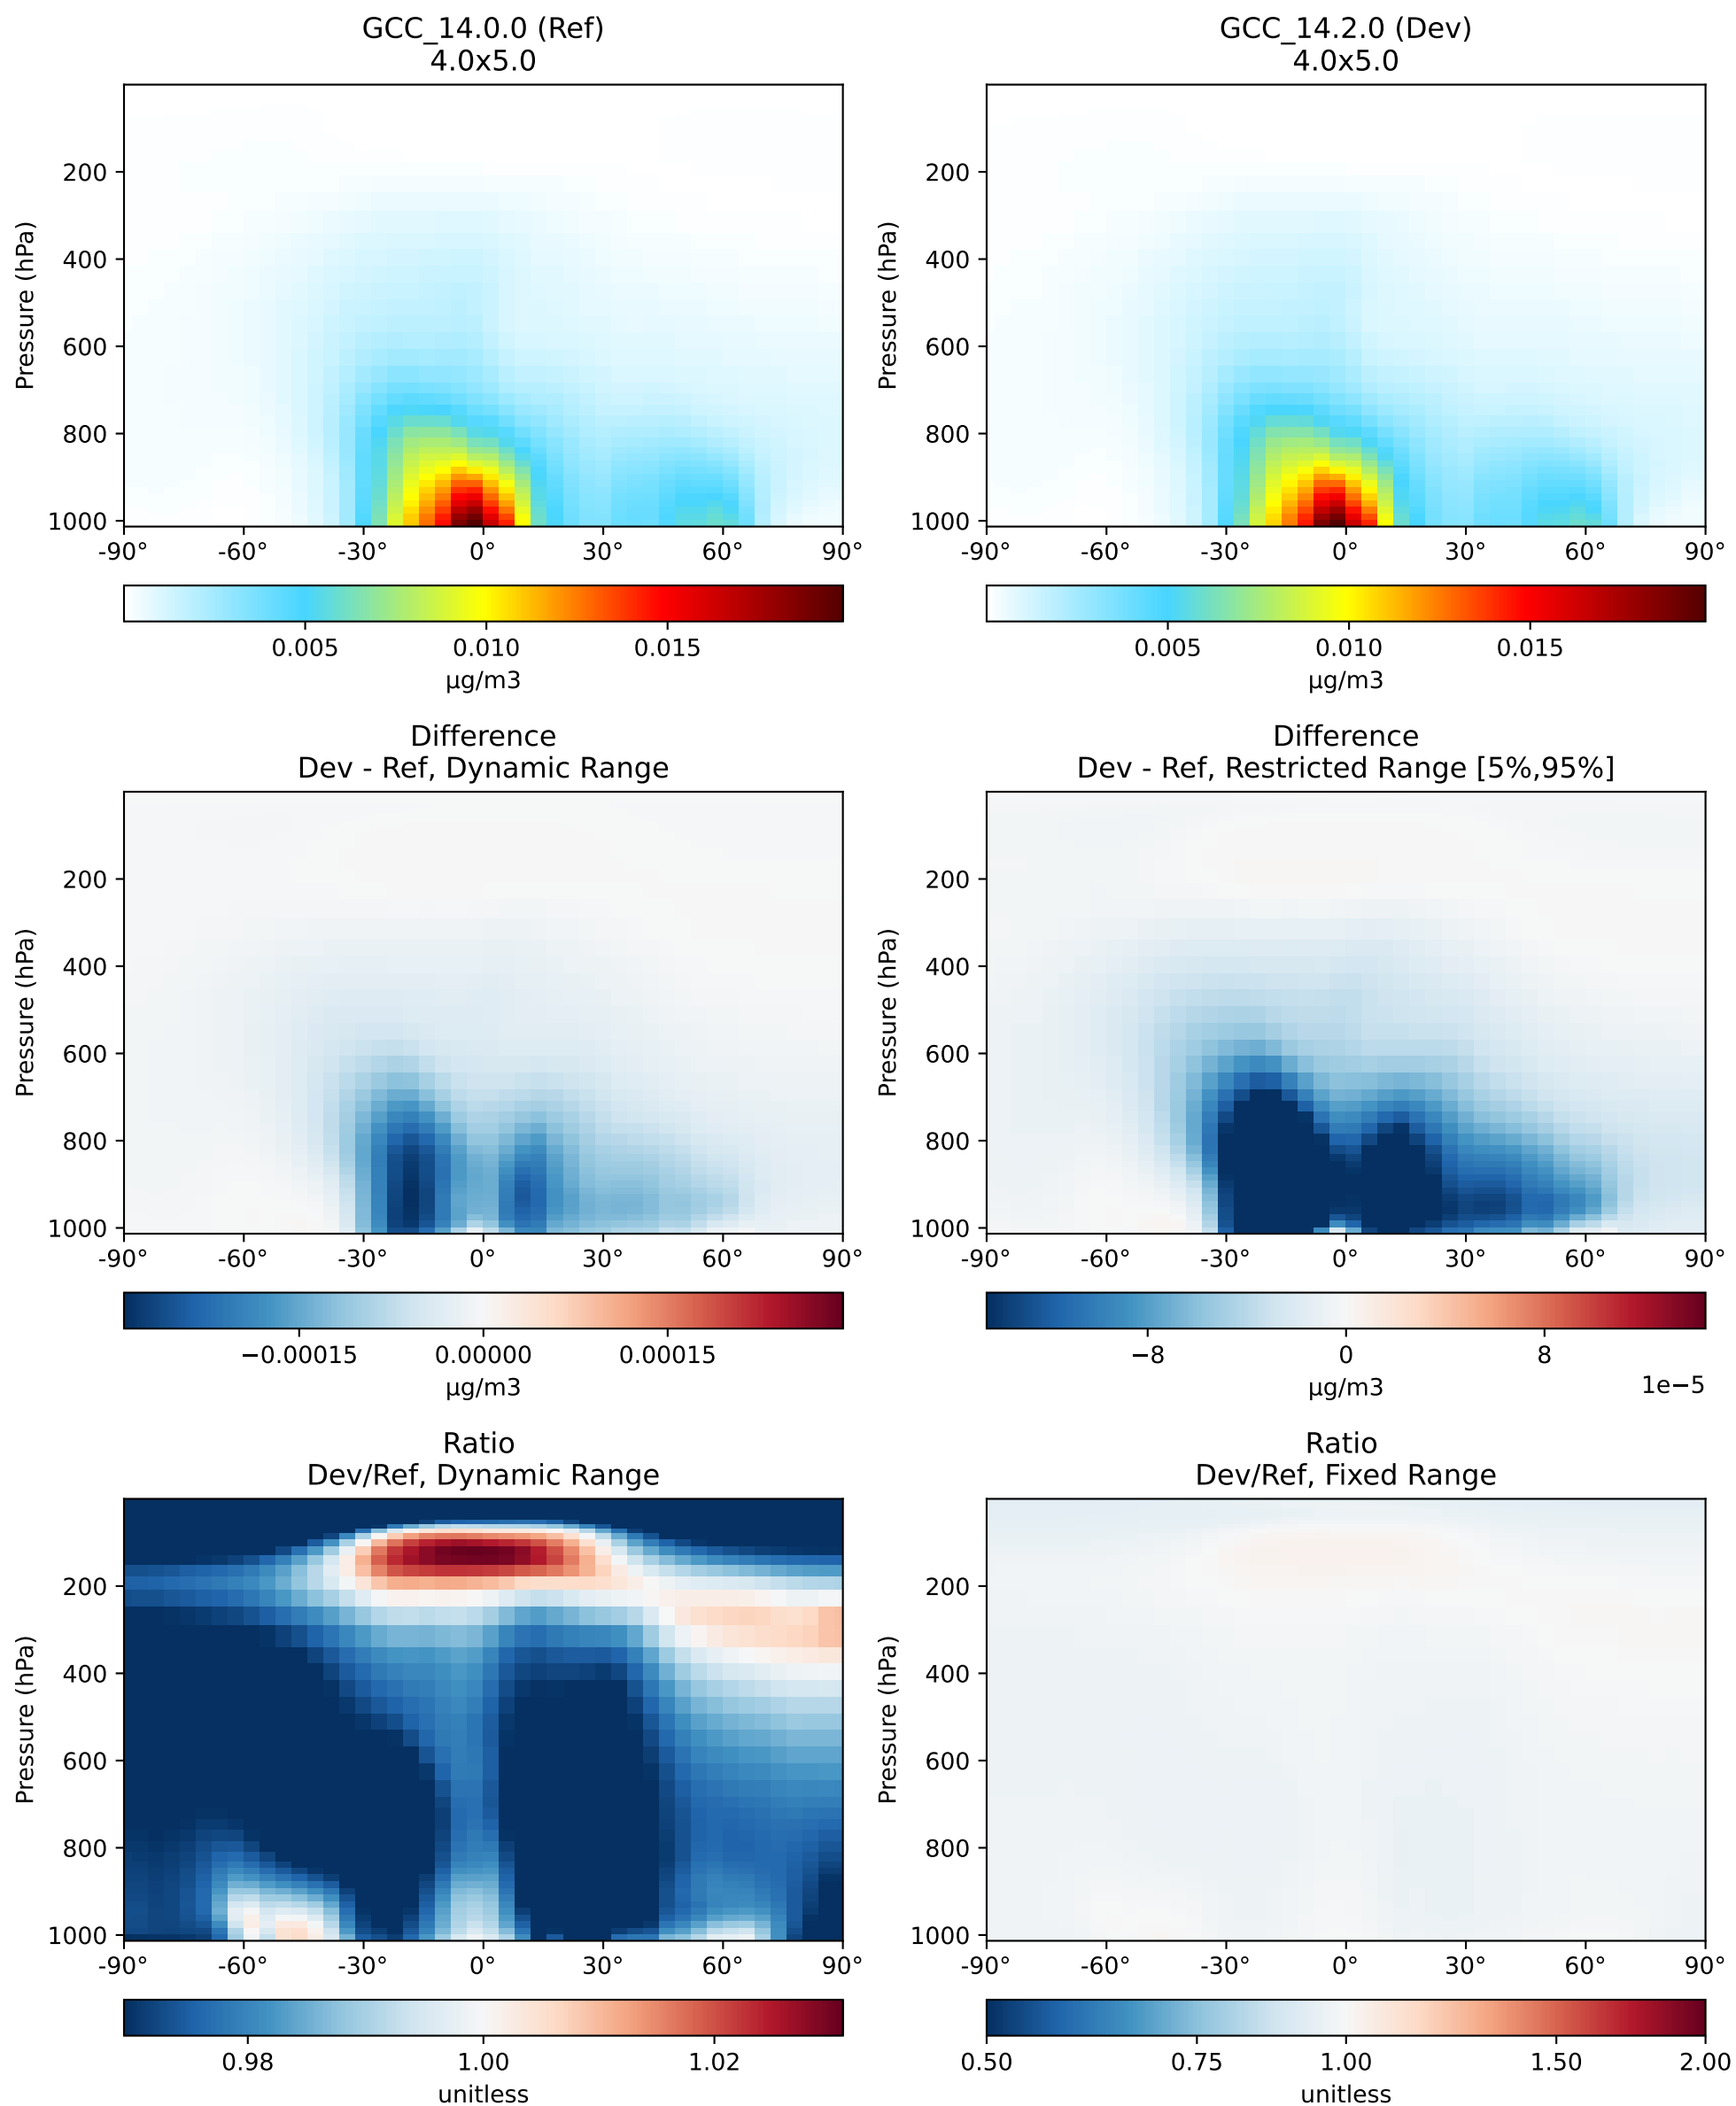 GCC_14.0.0 (Ref)
4.0x5.0
Pressure (hPa)
200
400
600
800
1000
-90° -60° -30° 0° 30° 60° 90°
0.005 0.010 0.015
µg/m3
GCC_14.2.0 (Dev)
4.0x5.0
Pressure (hPa)
200
400
600
800
1000
-90° -60° -30° 0° 30° 60° 90°
0.005 0.010 0.015
µg/m3
Difference
Dev - Ref, Dynamic Range
Pressure (hPa)
200
400
600
800
1000
-90° -60° -30° 0° 30° 60° 90°
−0.00015 0.00000 0.00015
µg/m3
Difference
Dev - Ref, Restricted Range [5%,95%]
Pressure (hPa)
200
400
600
800
1000
-90° -60° -30° 0° 30° 60° 90°
−8 0 8
1e−5
µg/m3
Ratio
Dev/Ref, Dynamic Range
Pressure (hPa)
200
400
600
800
1000
-90° -60° -30° 0° 30° 60° 90°
0.98 1.00 1.02
unitless
Ratio
Dev/Ref, Fixed Range
Pressure (hPa)
200
400
600
800
1000
-90° -60° -30° 0° 30° 60° 90°
0.50 0.75 1.00 1.50 2.00
unitless